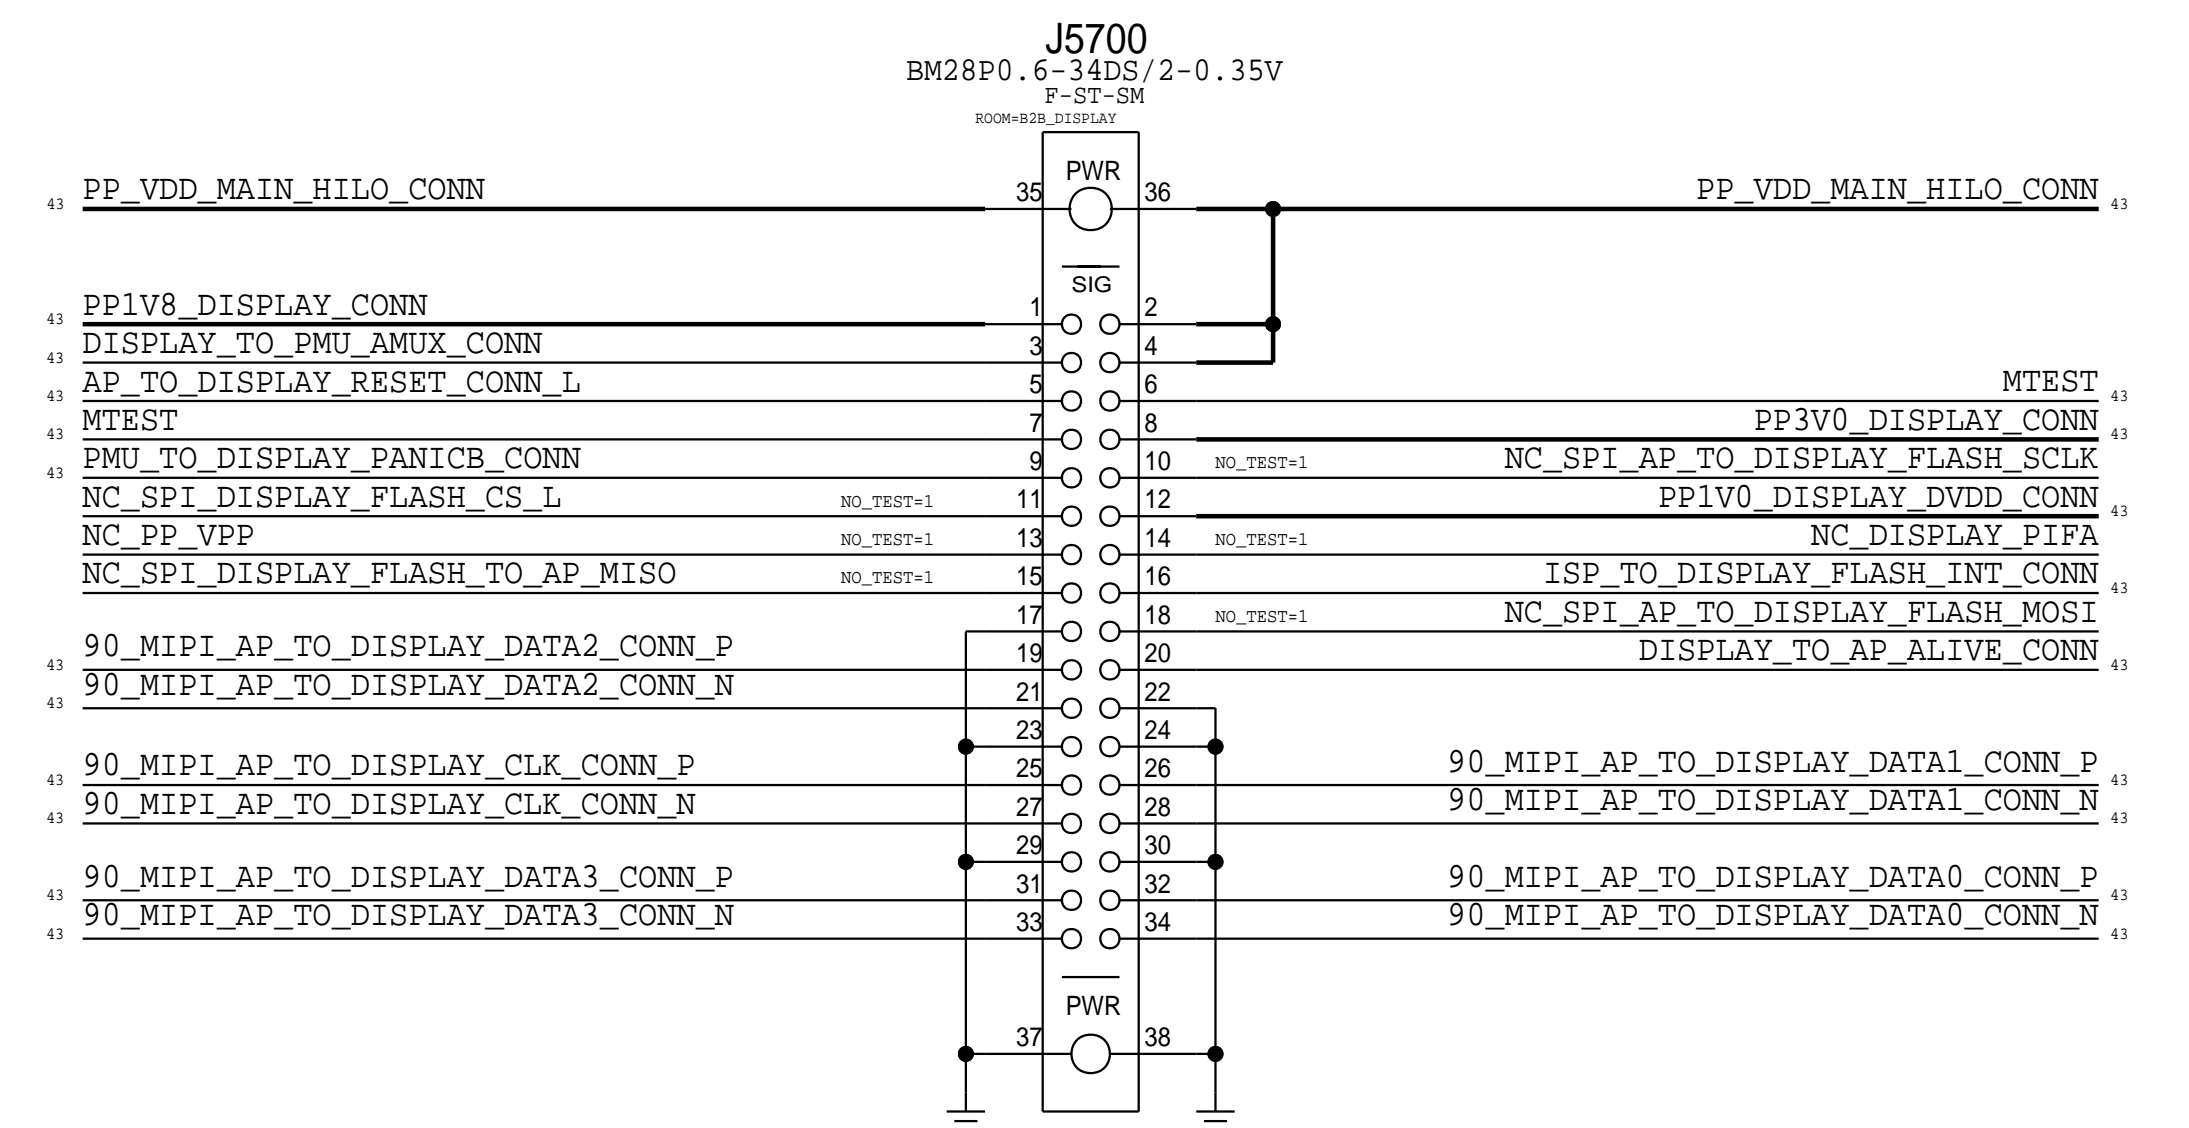 J5700
BM28P0.6-34DS/2-0.35V
F-ST-SM
ROOM=B2B_DISPLAY
PWR
43 PP_VDD_MAIN_HILO_CONN 35 36 PP_VDD_MAIN_HILO_CONN 43
SIG
43 PP1V8_DISPLAY_CONN 1 2
43 DISPLAY_TO_PMU_AMUX_CONN 3 4
43 AP_TO_DISPLAY_RESET_CONN_L 5 6 MTEST 43
43 MTEST 7 8 PP3V0_DISPLAY_CONN 43
43 PMU_TO_DISPLAY_PANICB_CONN 9 10 NO_TEST=1 NC_SPI_AP_TO_DISPLAY_FLASH_SCLK
NC_SPI_DISPLAY_FLASH_CS_L NO_TEST=1 11 12 PP1V0_DISPLAY_DVDD_CONN 43
NC_PP_VPP NO_TEST=1 13 14 NO_TEST=1 NC_DISPLAY_PIFA
NC_SPI_DISPLAY_FLASH_TO_AP_MISO NO_TEST=1 15 16 ISP_TO_DISPLAY_FLASH_INT_CONN 43
17 18 NO_TEST=1 NC_SPI_AP_TO_DISPLAY_FLASH_MOSI
43 90_MIPI_AP_TO_DISPLAY_DATA2_CONN_P 19 20 DISPLAY_TO_AP_ALIVE_CONN 43
43 90_MIPI_AP_TO_DISPLAY_DATA2_CONN_N 21 22
23 24
43 90_MIPI_AP_TO_DISPLAY_CLK_CONN_P 25 26 90_MIPI_AP_TO_DISPLAY_DATA1_CONN_P 43
43 90_MIPI_AP_TO_DISPLAY_CLK_CONN_N 27 28 90_MIPI_AP_TO_DISPLAY_DATA1_CONN_N 43
29 30
43 90_MIPI_AP_TO_DISPLAY_DATA3_CONN_P 31 32 90_MIPI_AP_TO_DISPLAY_DATA0_CONN_P 43
43 90_MIPI_AP_TO_DISPLAY_DATA3_CONN_N 33 34 90_MIPI_AP_TO_DISPLAY_DATA0_CONN_N 43
PWR
37 38